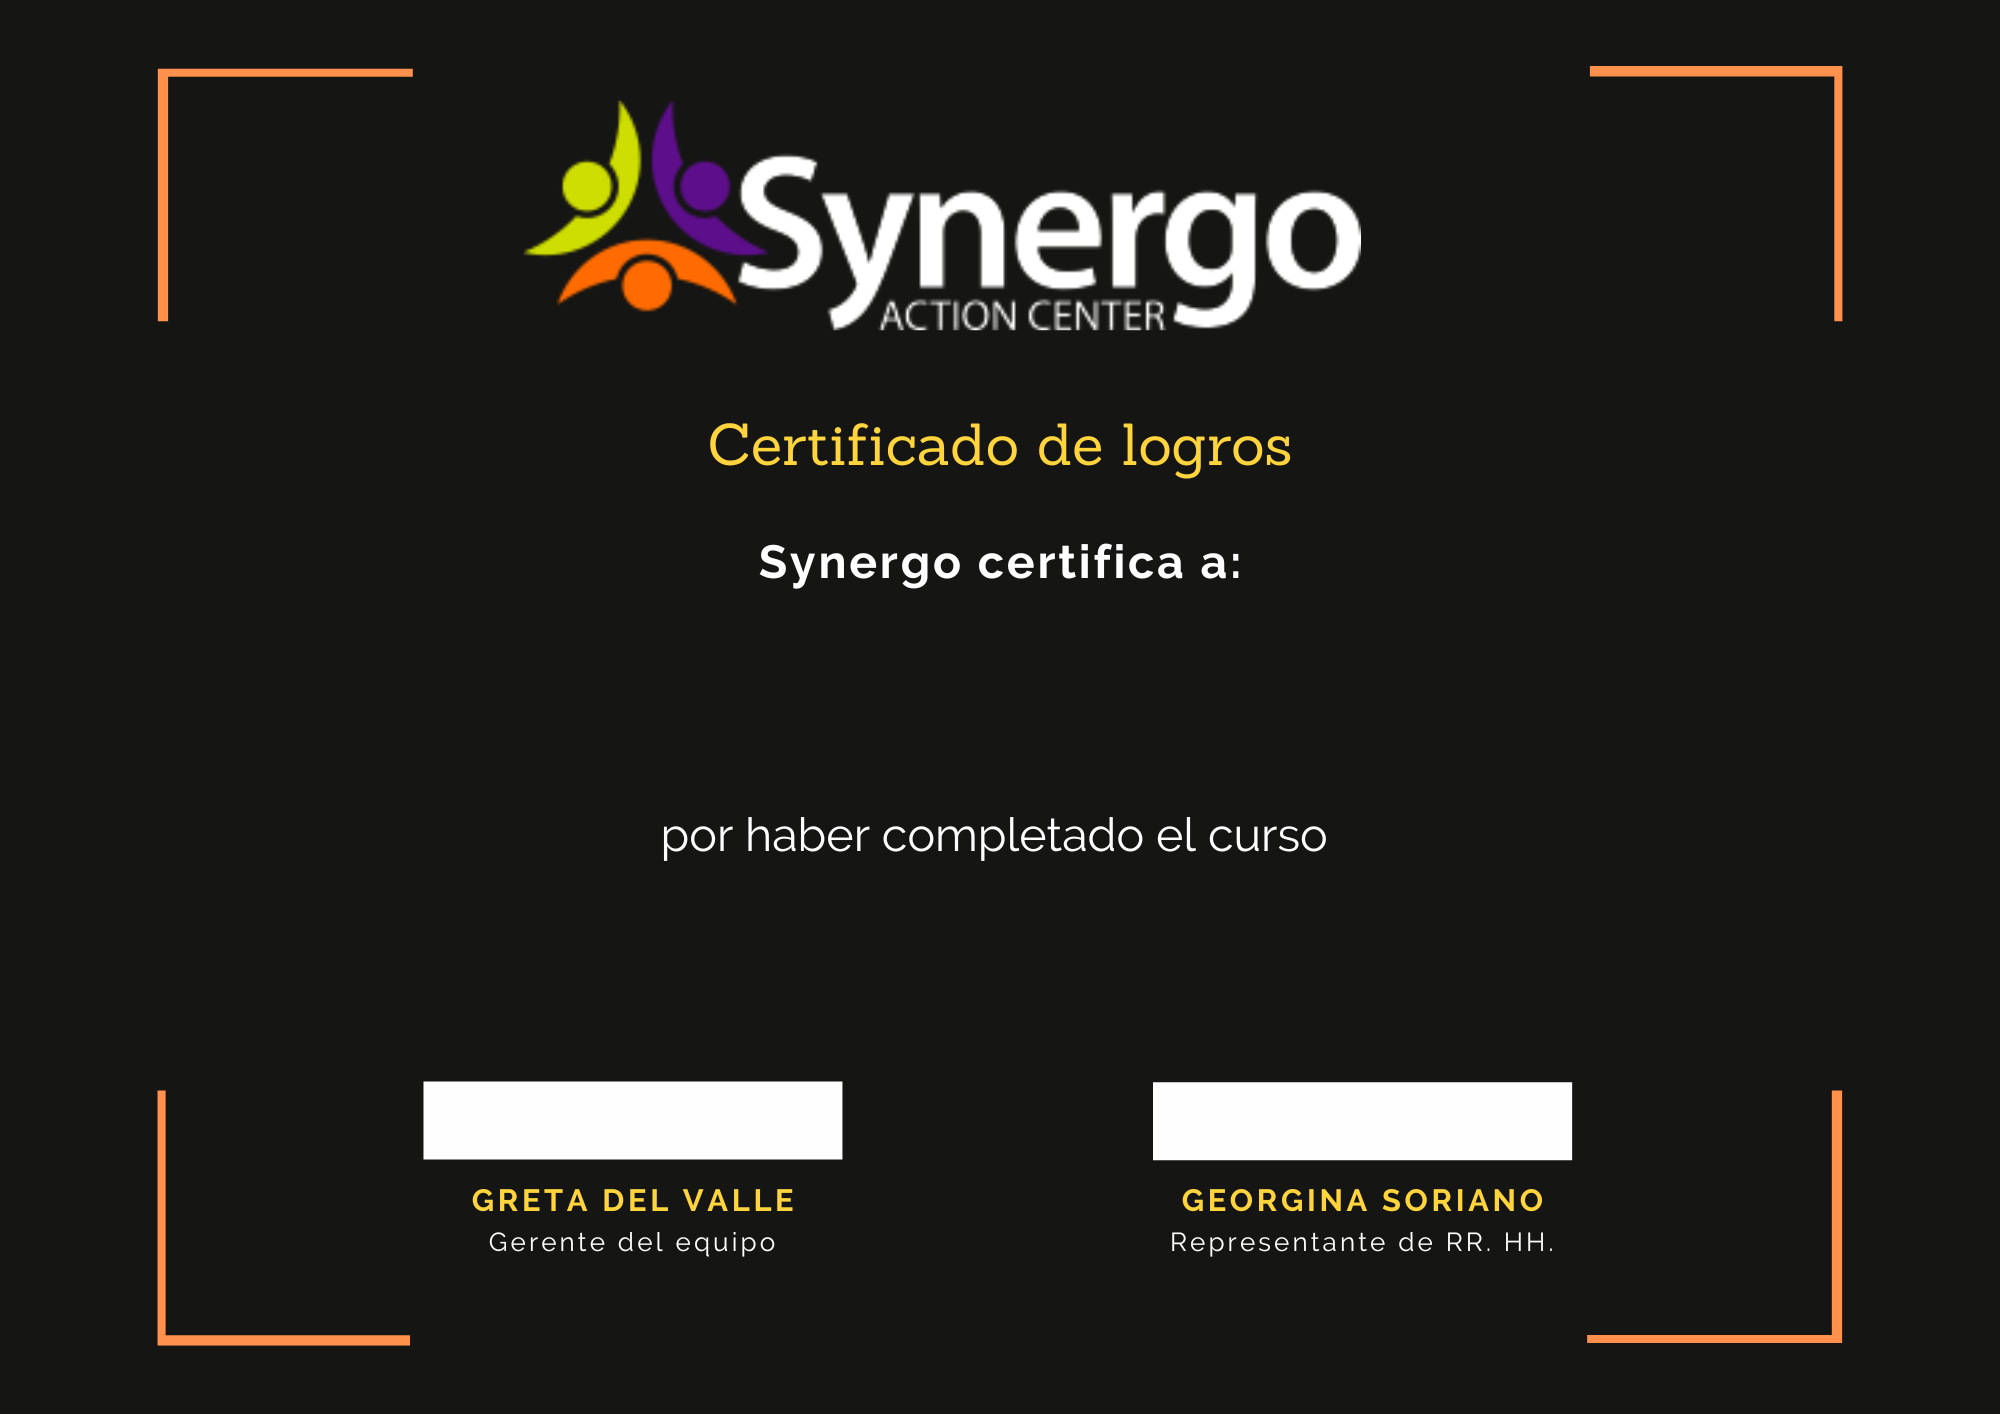 Synergo
ACTION CENTER
Certificado de logros
Synergo certifica a:
por haber completado el curso
GRETA DEL VALLE
Gerente del equipo
GEORGINA SORIANO
Representante de RR. HH.